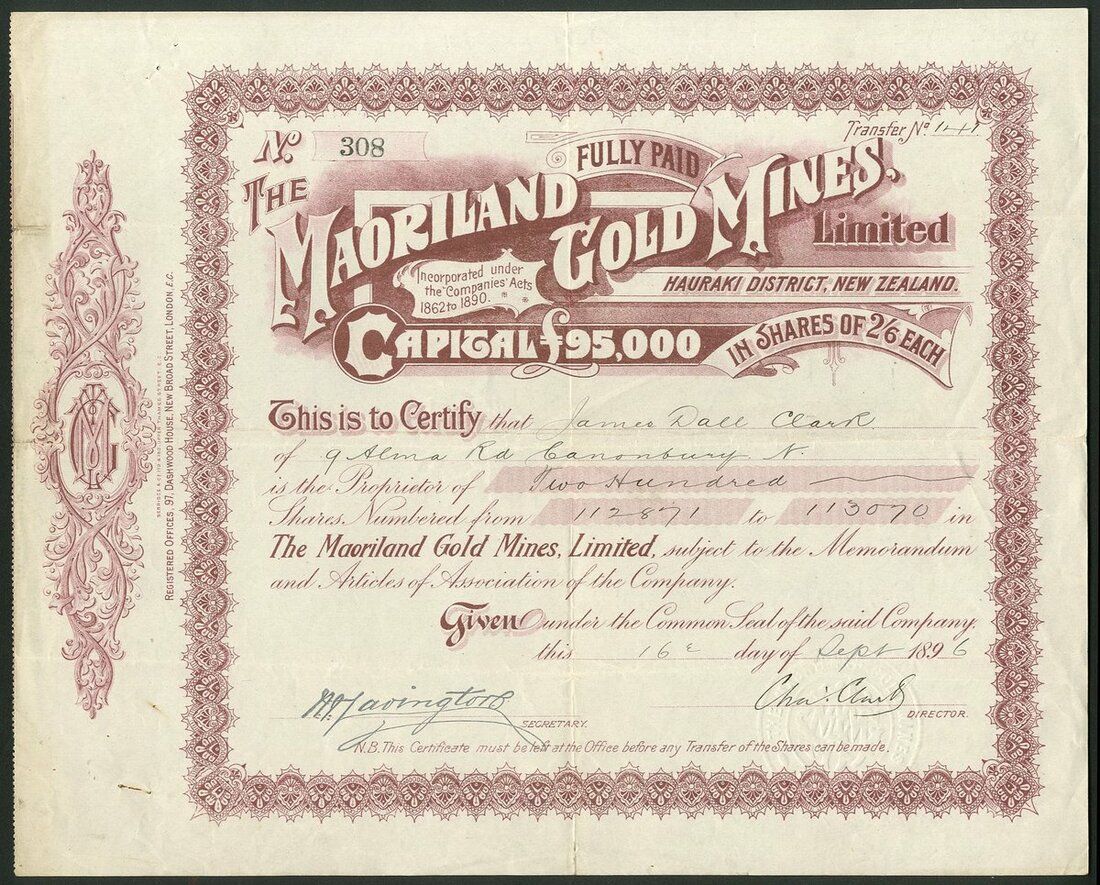 Nº 308
Transfer Nº
FULLY PAID
THE MAORILAND GOLD MINES, Limited
Incorporated under
the "Companies' Acts
1862 to 1890.
HAURAKI DISTRICT, NEW ZEALAND.
CAPITAL £95,000
IN SHARES OF 2/6 EACH
This is to Certify that James Dall Clark
of 9 Alma Rd Canonbury N.
is the Proprietor of Two Hundred
Shares Numbered from 112871 to 113070 in
The Maoriland Gold Mines, Limited, subject to the Memorandum
and Articles of Association of the Company.
Given under the Common Seal of the said Company
this 16 day of Sept 1896
Lavington SECRETARY.
Chas. Clark DIRECTOR.
N.B. This Certificate must be left at the Office before any Transfer of the Shares can be made.
REGISTERED OFFICES, 97, DASHWOOD HOUSE, NEW BROAD STREET, LONDON, E.C.